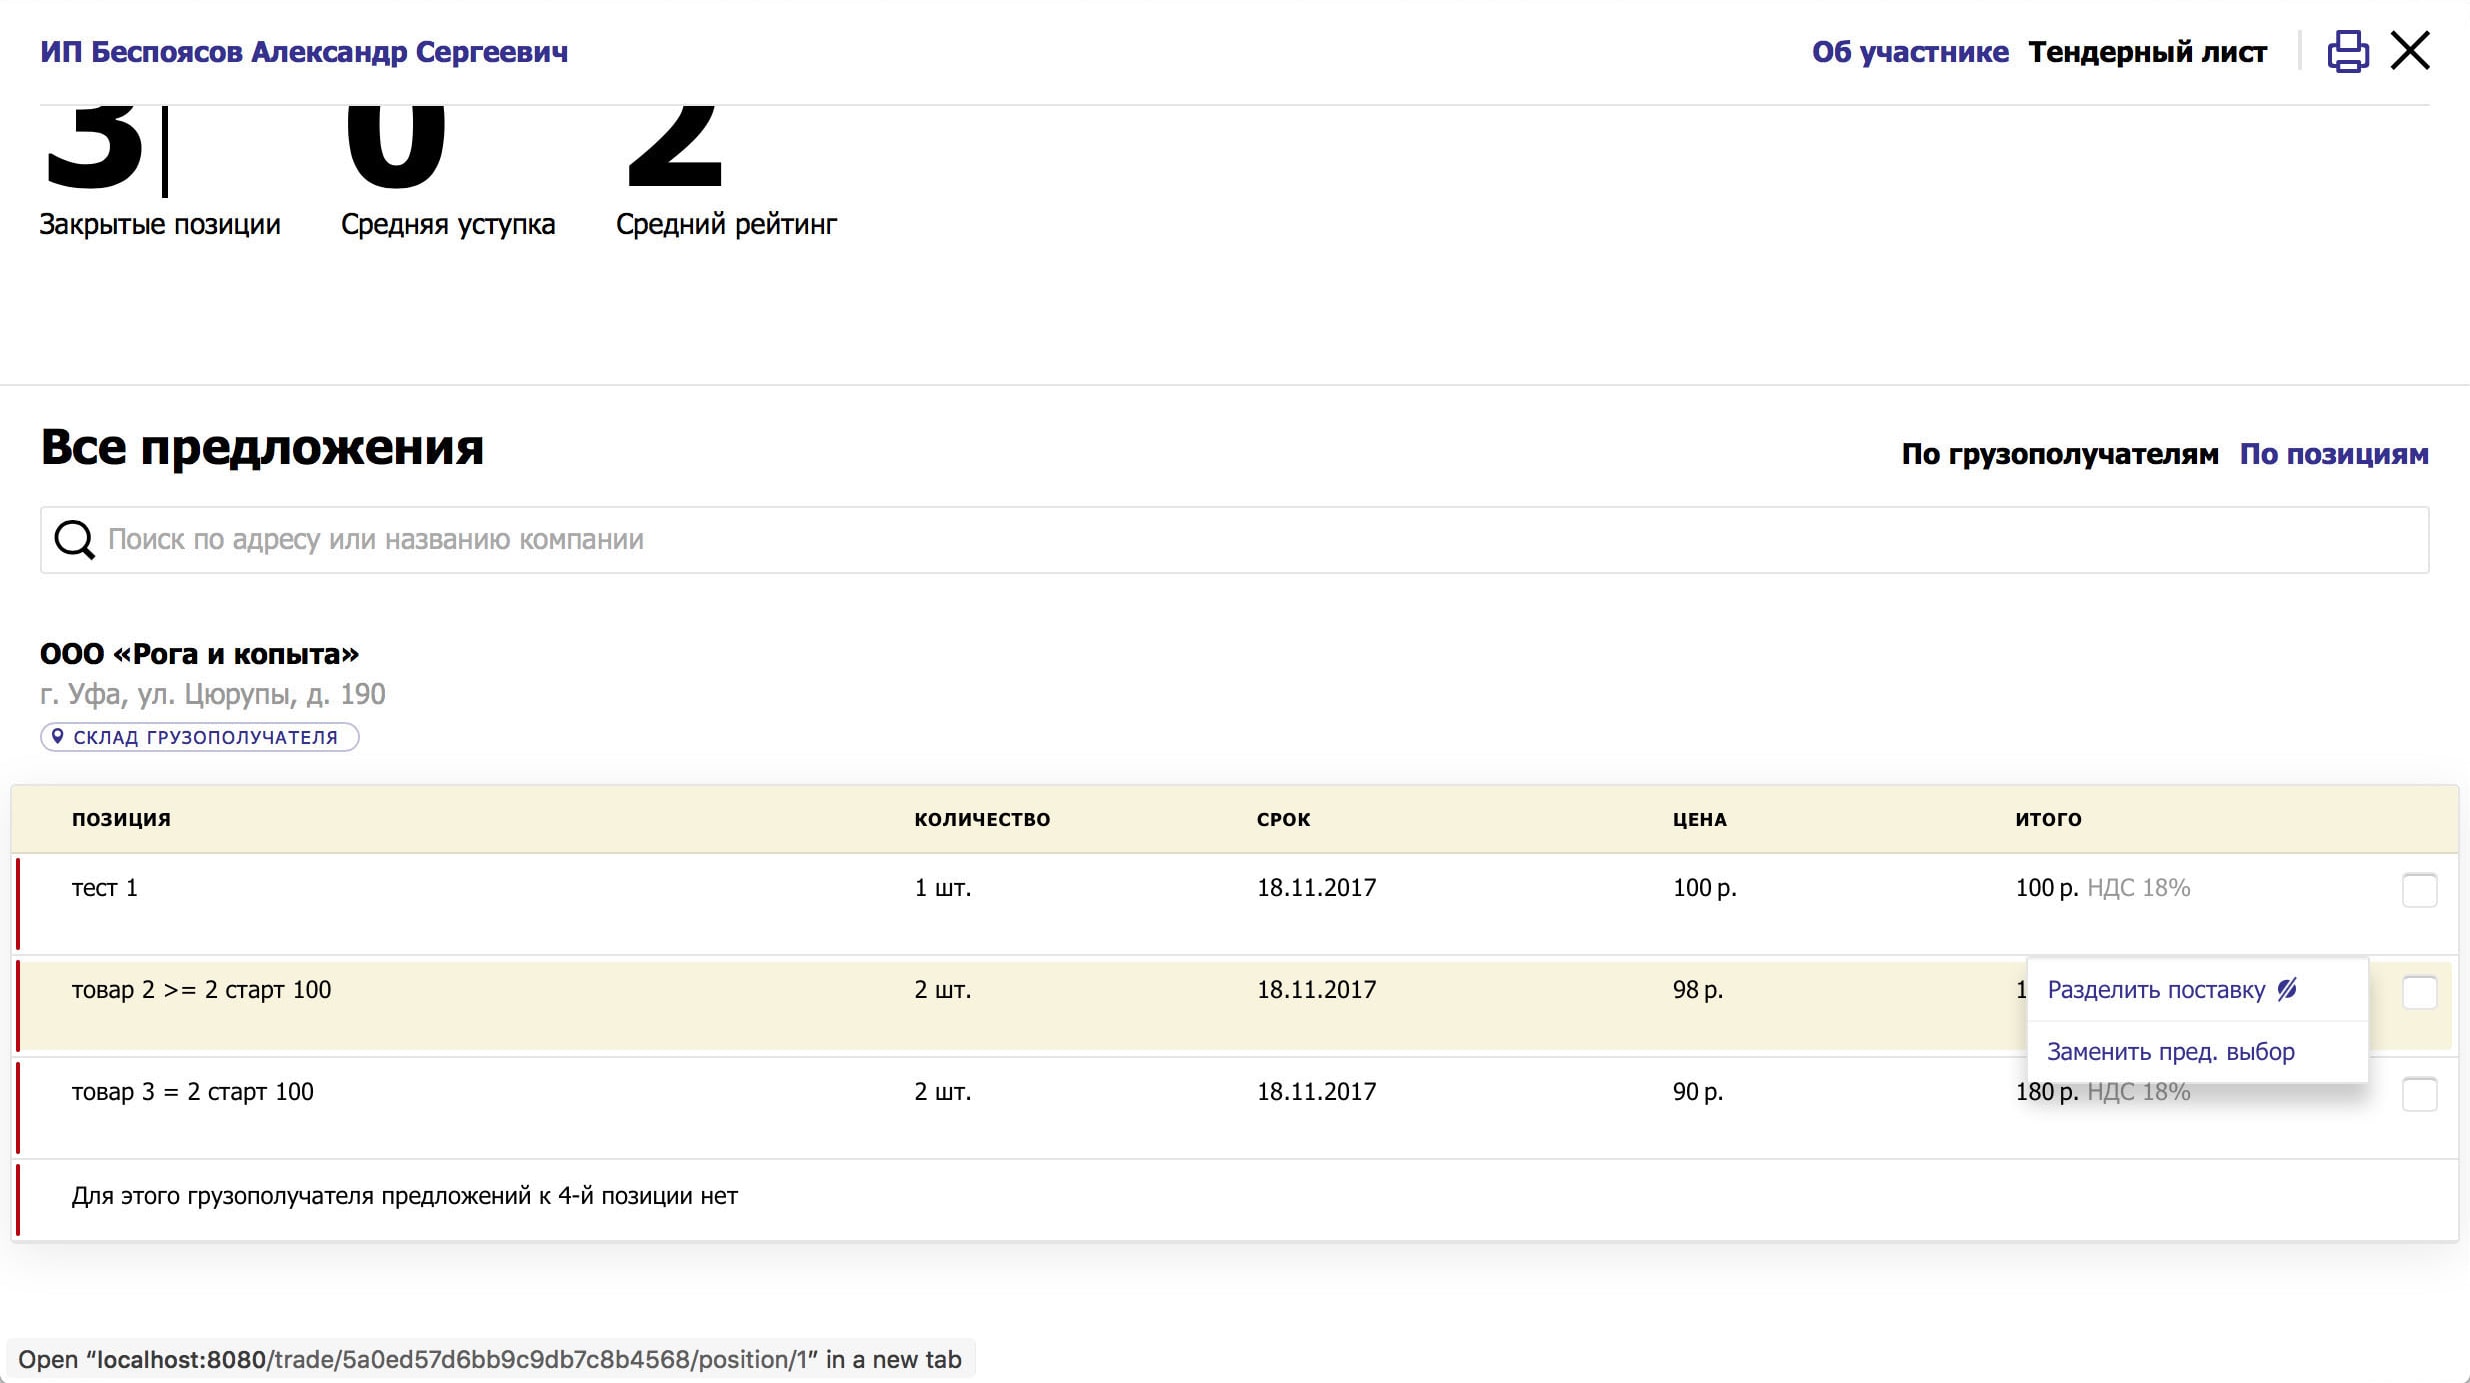 ИП Беспоясов Александр Сергеевич
Об участнике Тендерный лист
3 0 2
Закрытые позиции Средняя уступка Средний рейтинг
Все предложения
По грузополучателям По позициям
Поиск по адресу или названию компании
ООО «Рога и копыта»
г. Уфа, ул. Цюрупы, д. 190
СКЛАД ГРУЗОПОЛУЧАТЕЛЯ
ПОЗИЦИЯ КОЛИЧЕСТВО СРОК ЦЕНА ИТОГО
тест 1 1 шт. 18.11.2017 100 р. 100 р. НДС 18%
товар 2 >= 2 старт 100 2 шт. 18.11.2017 98 р. 1
Разделить поставку
Заменить пред. выбор
товар 3 = 2 старт 100 2 шт. 18.11.2017 90 р. 180 р. НДС 18%
Для этого грузополучателя предложений к 4-й позиции нет
Open “localhost:8080/trade/5a0ed57d6bb9c9db7c8b4568/position/1” in a new tab